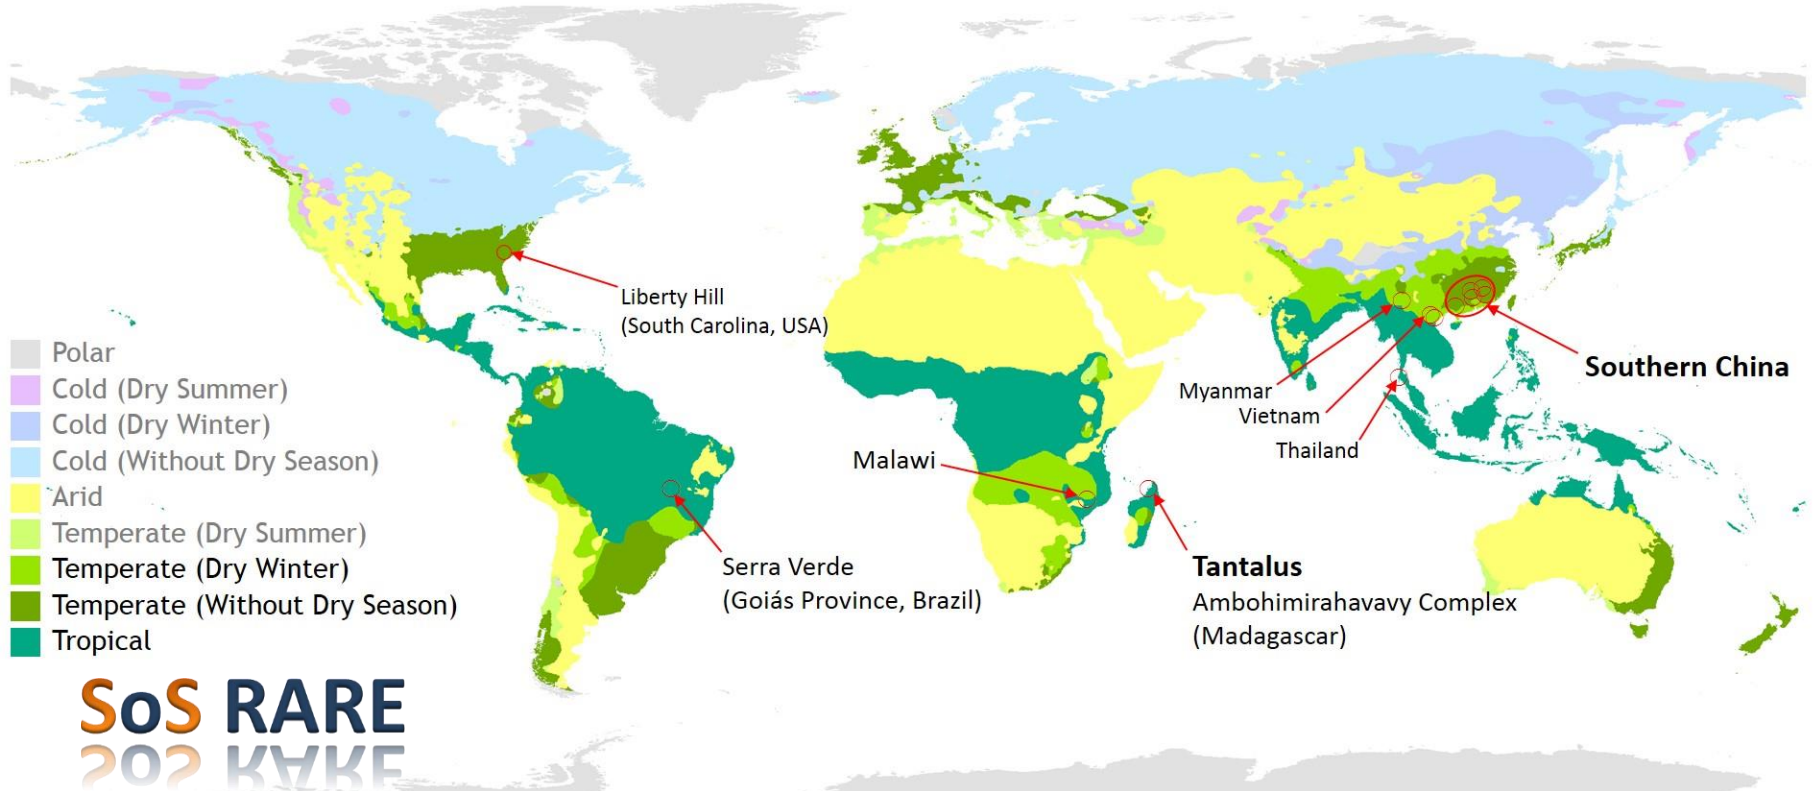 Liberty Hill
(South Carolina, USA)
Polar
Cold (Dry Summer)
Cold (Dry Winter)
Cold (Without Dry Season)
Arid
Temperate (Dry Summer)
Temperate (Dry Winter)
Temperate (Without Dry Season)
Tropical
Southern China
Myanmar
Vietnam
Thailand
Malawi
Serra Verde
(Goiás Province, Brazil)
Tantalus
Ambohimirahavavy Complex
(Madagascar)
SoS RARE